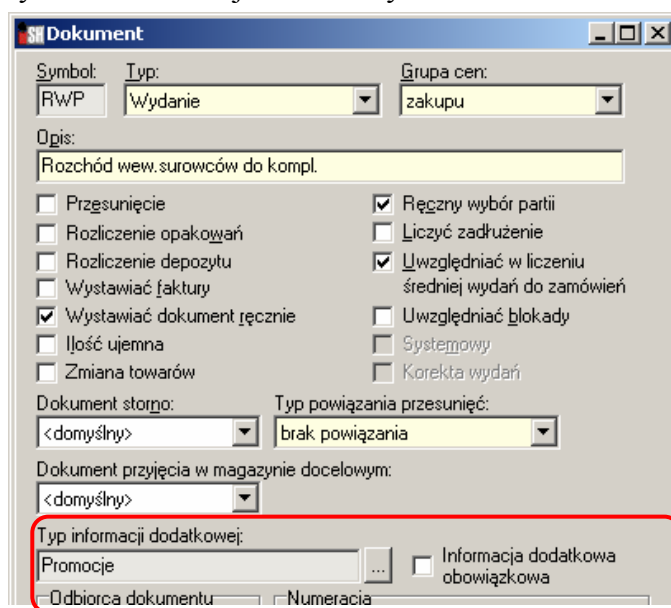 Dokument
Symbol: Typ: Grupa cen:
RWP Wydanie zakupu
Opis:
Rozchód wew.surowców do kompl.
Przesunięcie Ręczny wybór partii
Rozliczenie opakowań Liczyć zadłużenie
Rozliczenie depozytu Uwzględniać w liczeniu
Wystawiać faktury średniej wydań do zamówień
Wystawiać dokument ręcznie Uwzględniać blokady
Ilość ujemna Systemowy
Zmiana towarów Korekta wydań
Dokument storno: Typ powiązania przesunięć:
<domyślny> brak powiązania
Dokument przyjęcia w magazynie docelowym:
<domyślny>
Typ informacji dodatkowej:
Promocje ... Informacja dodatkowa
obowiązkowa
Odbiorca dokumentu Numeracja